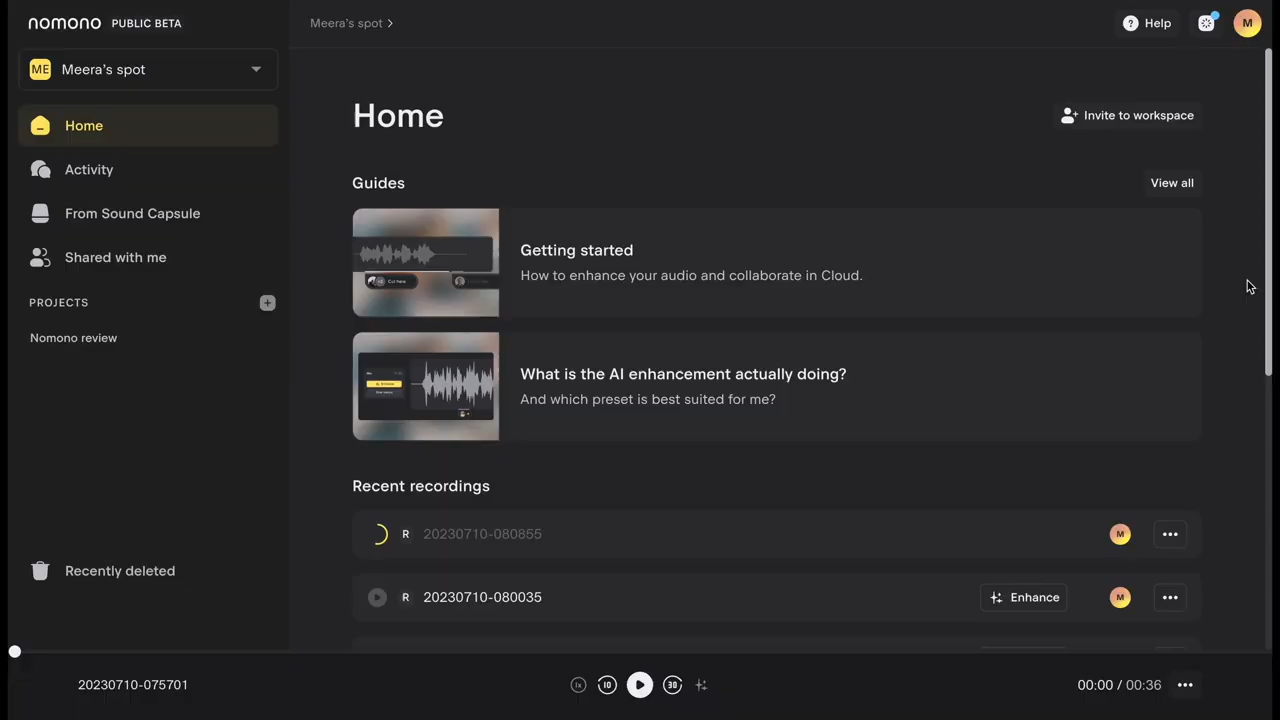 nomono PUBLIC BETA
Meera's spot
Help
M
ME
Meera's spot
Home
Activity
From Sound Capsule
Shared with me
PROJECTS
Nomono review
Recently deleted
Home
Invite to workspace
Guides
View all
Cut here
Getting started
How to enhance your audio and collaborate in Cloud.
What is the AI enhancement actually doing?
And which preset is best suited for me?
Recent recordings
R 20230710-080855 M
R 20230710-080035 Enhance M
20230710-075701
1x 10 30
00:00 / 00:36